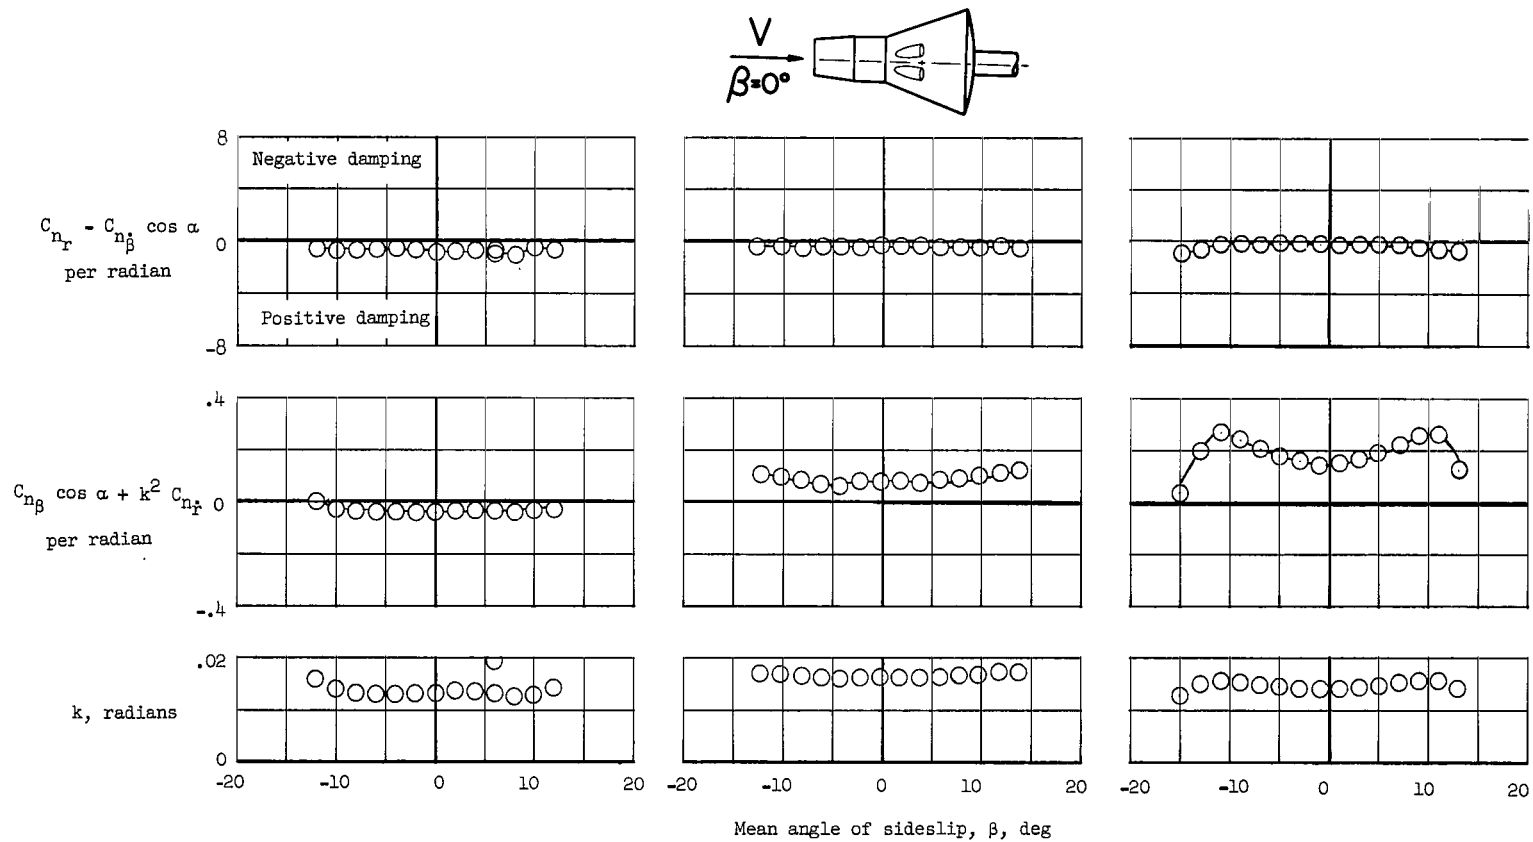 V
β=0°
8
Negative damping
C_{n_r} - C_{n_{β̇}} cos α
0
per radian
Positive damping
-8
.4
C_{n_β} cos α + k² C_{n_{ṙ}}
0
per radian
-.4
.02
k, radians
0
-20 -10 0 10 20 -20 -10 0 10 20 -20 -10 0 10 20
Mean angle of sideslip, β, deg